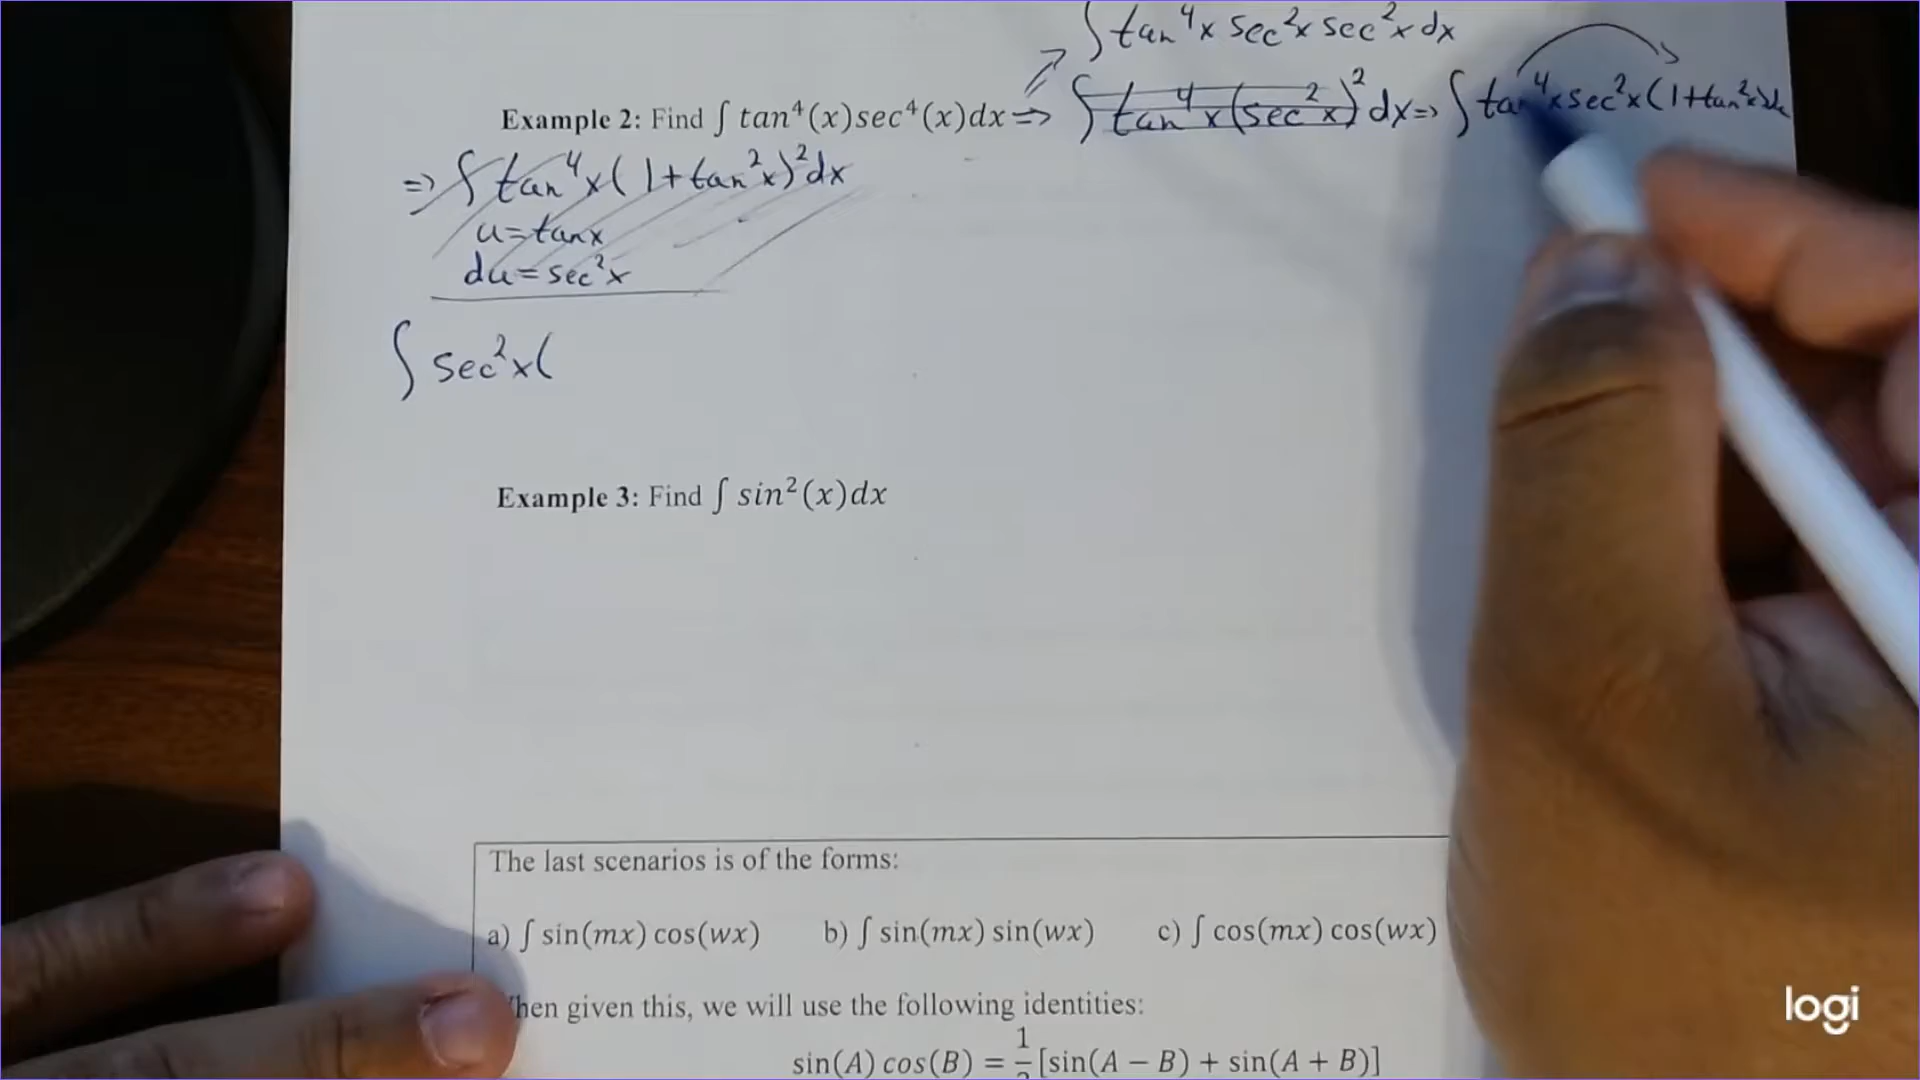 ∫tan⁴x sec²x sec²x dx
Example 2: Find ∫ tan⁴(x)sec⁴(x)dx => ∫tan⁴x(sec²x)²dx => ∫tan⁴x sec²x(1+tan²x)dx
=> ∫tan⁴x(1+tan²x)²dx
u=tanx
du=sec²x
∫sec²x(
Example 3: Find ∫ sin²(x)dx
The last scenarios is of the forms:
a) ∫ sin(mx) cos(wx) b) ∫ sin(mx) sin(wx) c) ∫ cos(mx) cos(wx)
hen given this, we will use the following identities:
sin(A) cos(B) = 1/2 [sin(A − B) + sin(A + B)]
logi